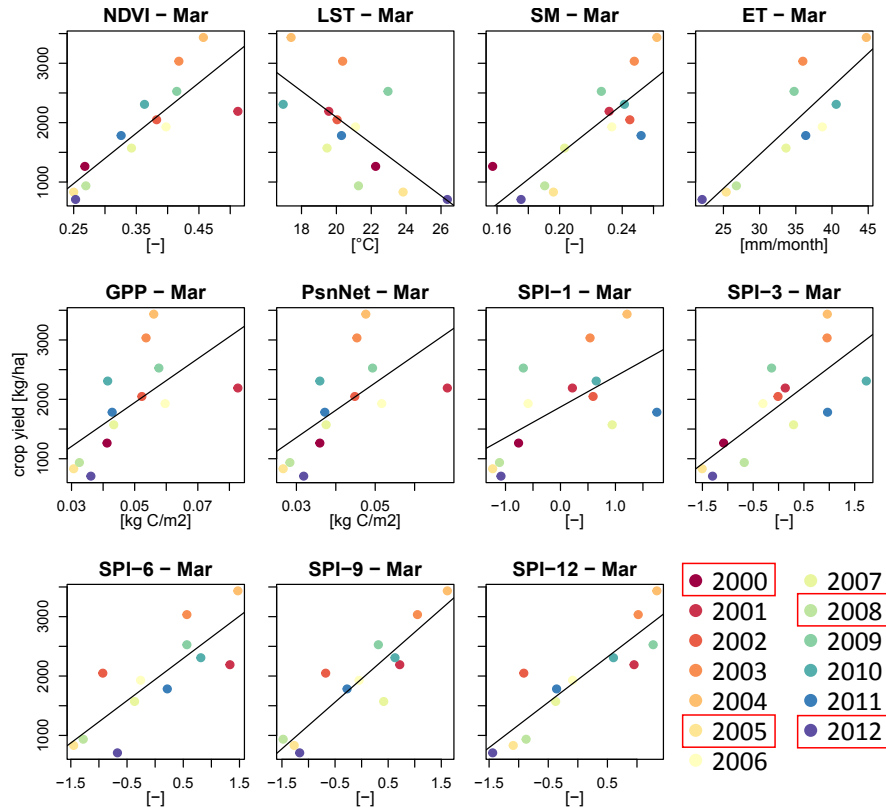 NDVI − Mar LST − Mar SM − Mar ET − Mar
3000
2000
1000
0.25 0.35 0.45 18 20 22 24 26 0.16 0.20 0.24 25 30 35 40 45
[−] [°C] [−] [mm/month]
GPP − Mar PsnNet − Mar SPI−1 − Mar SPI−3 − Mar
crop yield [kg/ha]
3000
2000
1000
0.03 0.05 0.07 0.03 0.05 −1.0 0.0 1.0 −1.5 −0.5 0.5 1.5
[kg C/m2] [kg C/m2] [−] [−]
SPI−6 − Mar SPI−9 − Mar SPI−12 − Mar
3000
2000
1000
−1.5 −0.5 0.5 1.5 −1.5 −0.5 0.5 1.5 −1.5 −0.5 0.5
[−] [−] [−]
2000 2007
2001 2008
2002 2009
2003 2010
2004 2011
2005 2012
2006